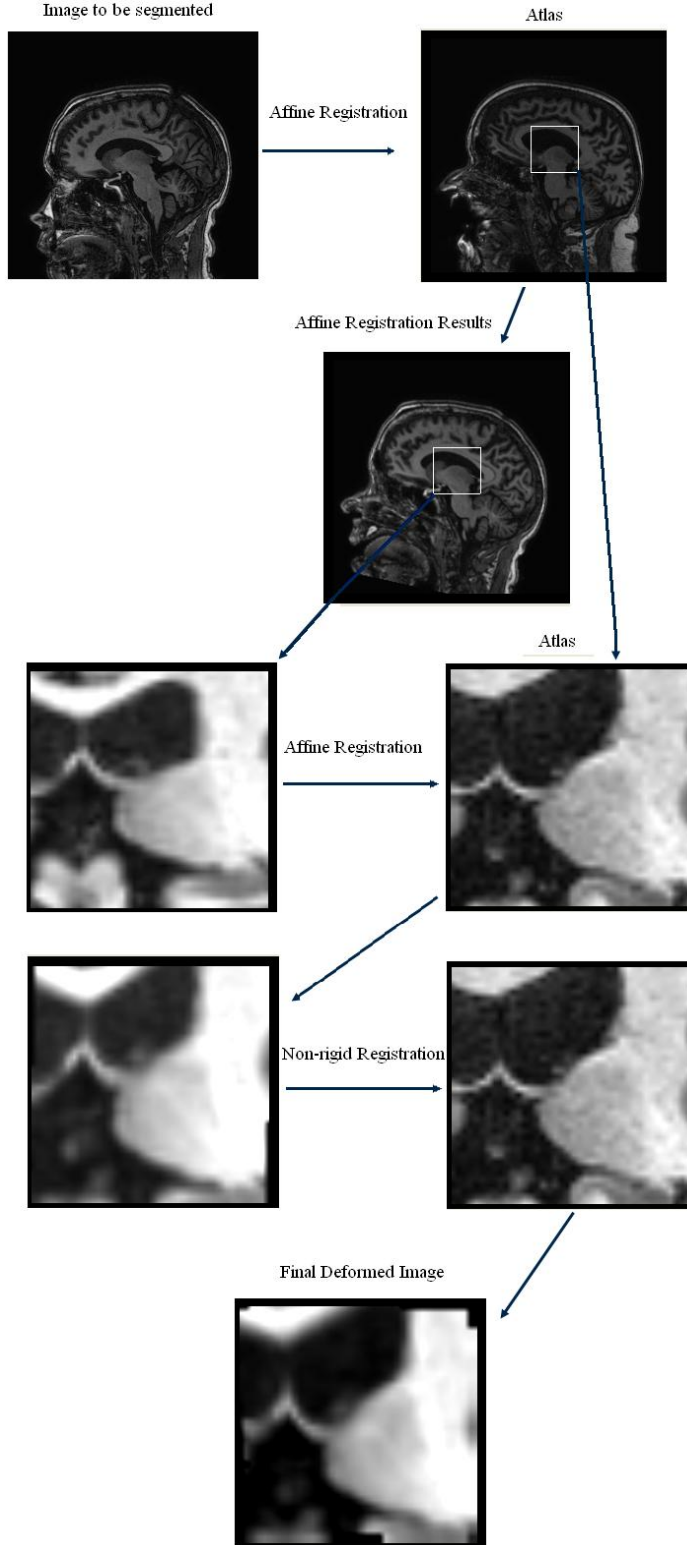 Image to be segmented
Atlas
Affine Registration
Affine Registration Results
Atlas
Affine Registration
Non-rigid Registration
Final Deformed Image